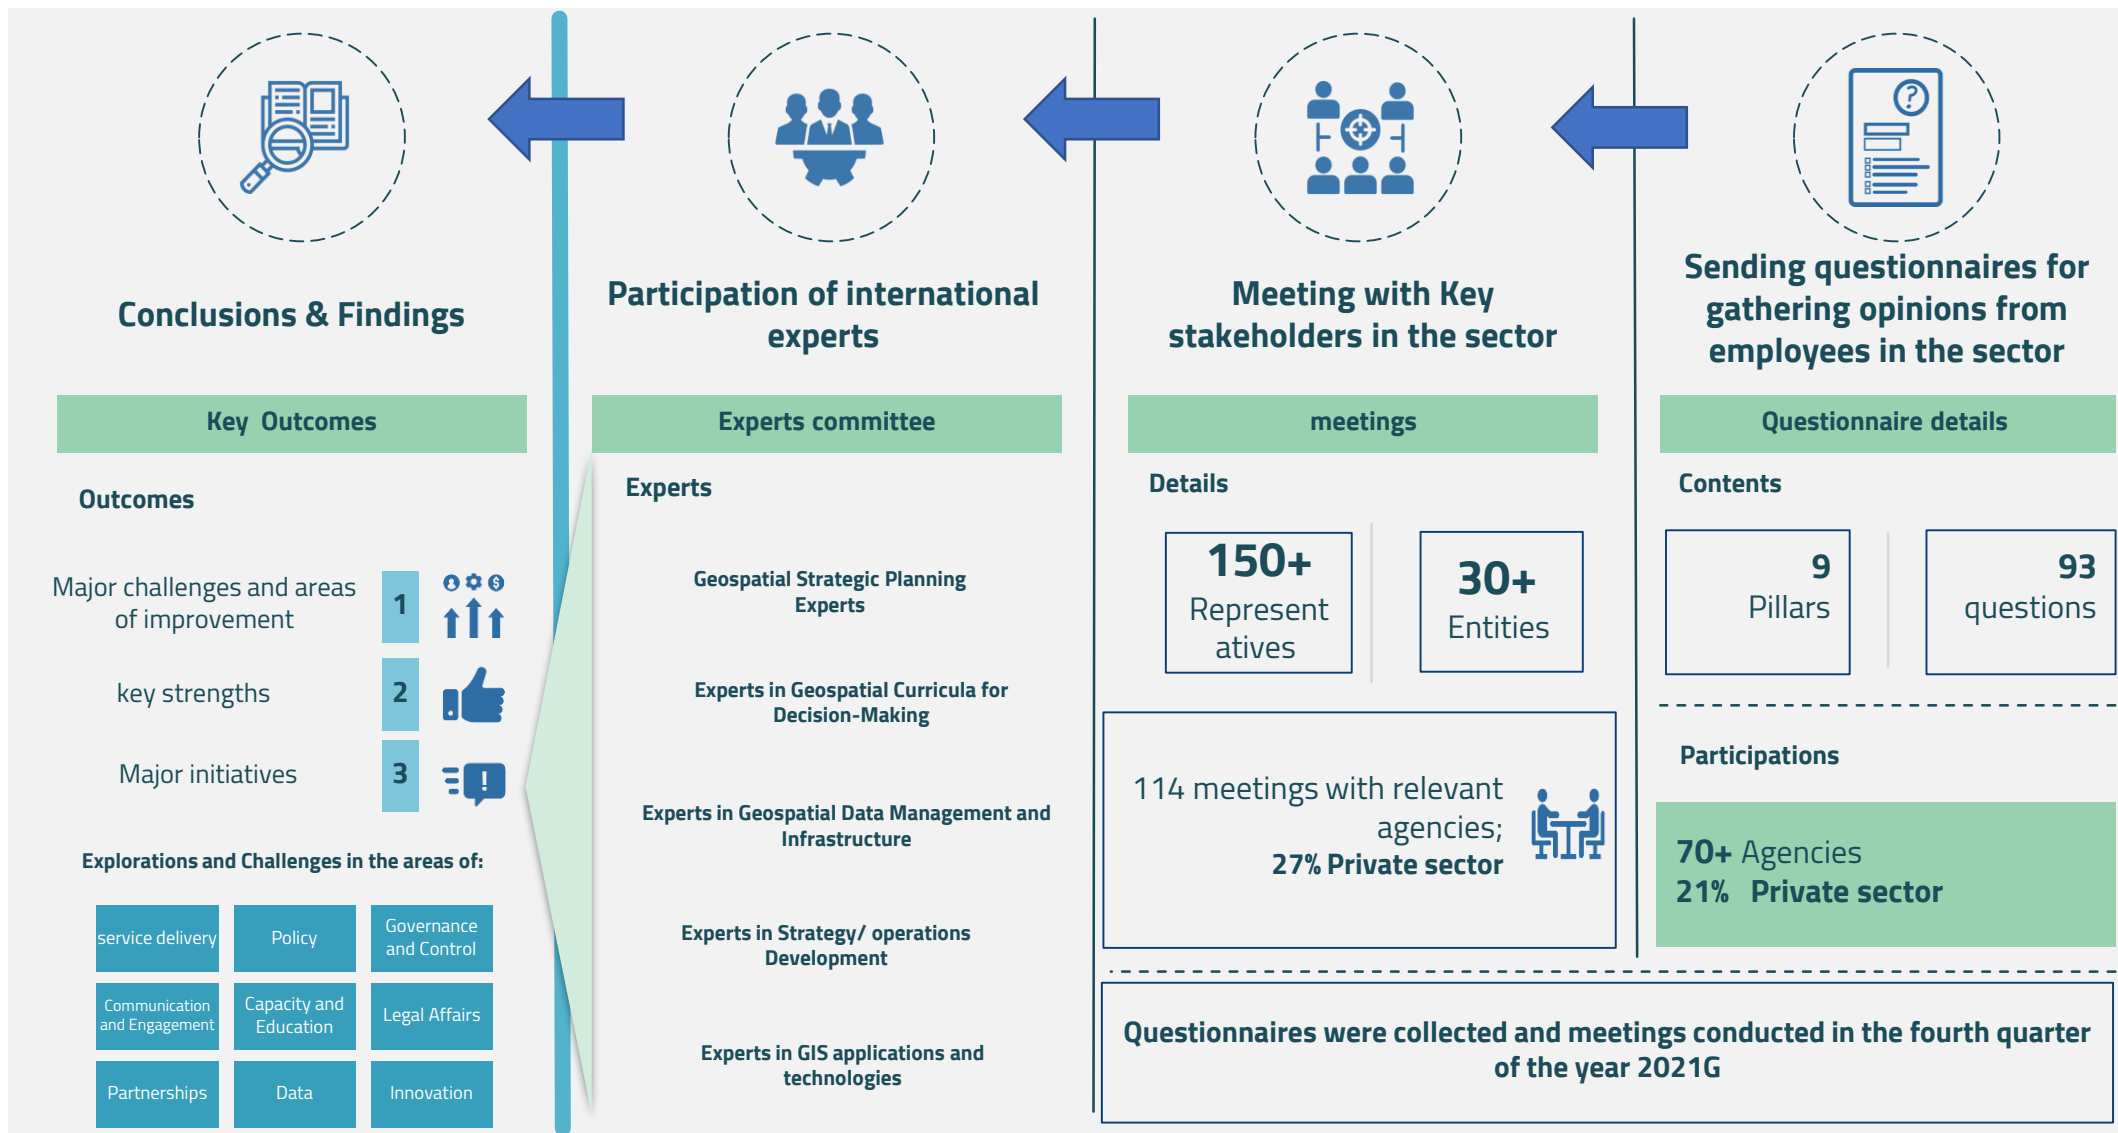 Conclusions & Findings
Key Outcomes
Outcomes
Major challenges and areas
of improvement
1
key strengths
2
Major initiatives
3
!
Explorations and Challenges in the areas of:
service delivery
Policy
Governance
and Control
Communication
and Engagement
Capacity and
Education
Legal Affairs
Partnerships
Data
Innovation
Participation of international
experts
Experts committee
Experts
Geospatial Strategic Planning
Experts
Experts in Geospatial Curricula for
Decision-Making
Experts in Geospatial Data Management and
Infrastructure
Experts in Strategy/ operations
Development
Experts in GIS applications and
technologies
Meeting with Key
stakeholders in the sector
meetings
Details
150+
Represent
atives
30+
Entities
114 meetings with relevant
agencies;
27% Private sector
?
Sending questionnaires for
gathering opinions from
employees in the sector
Questionnaire details
Contents
9
Pillars
93
questions
Participations
70+ Agencies
21% Private sector
Questionnaires were collected and meetings conducted in the fourth quarter
of the year 2021G